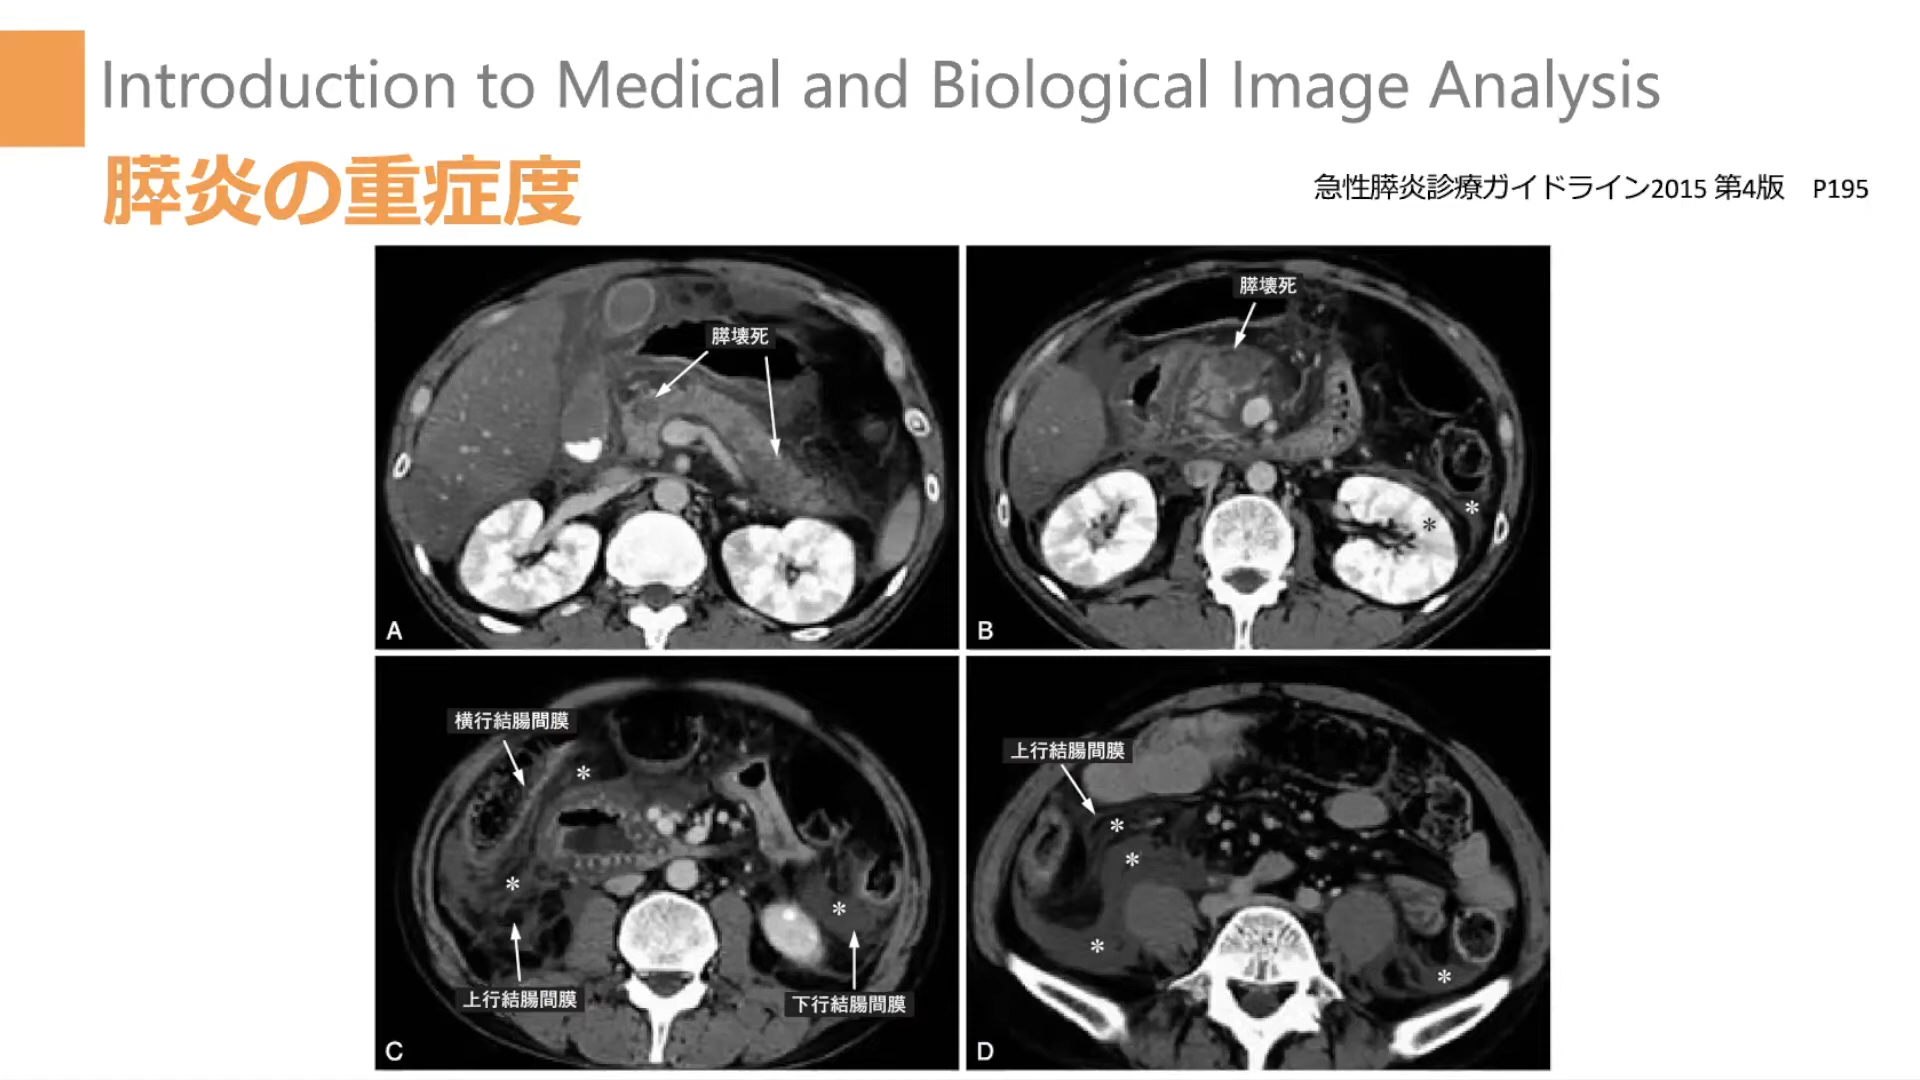 Introduction to Medical and Biological Image Analysis
膵炎の重症度
急性膵炎診療ガイドライン2015 第4版 P195
膵壊死
A
膵壊死
*
*
B
横行結腸間膜
*
*
*
上行結腸間膜
下行結腸間膜
C
上行結腸間膜
*
*
*
*
D